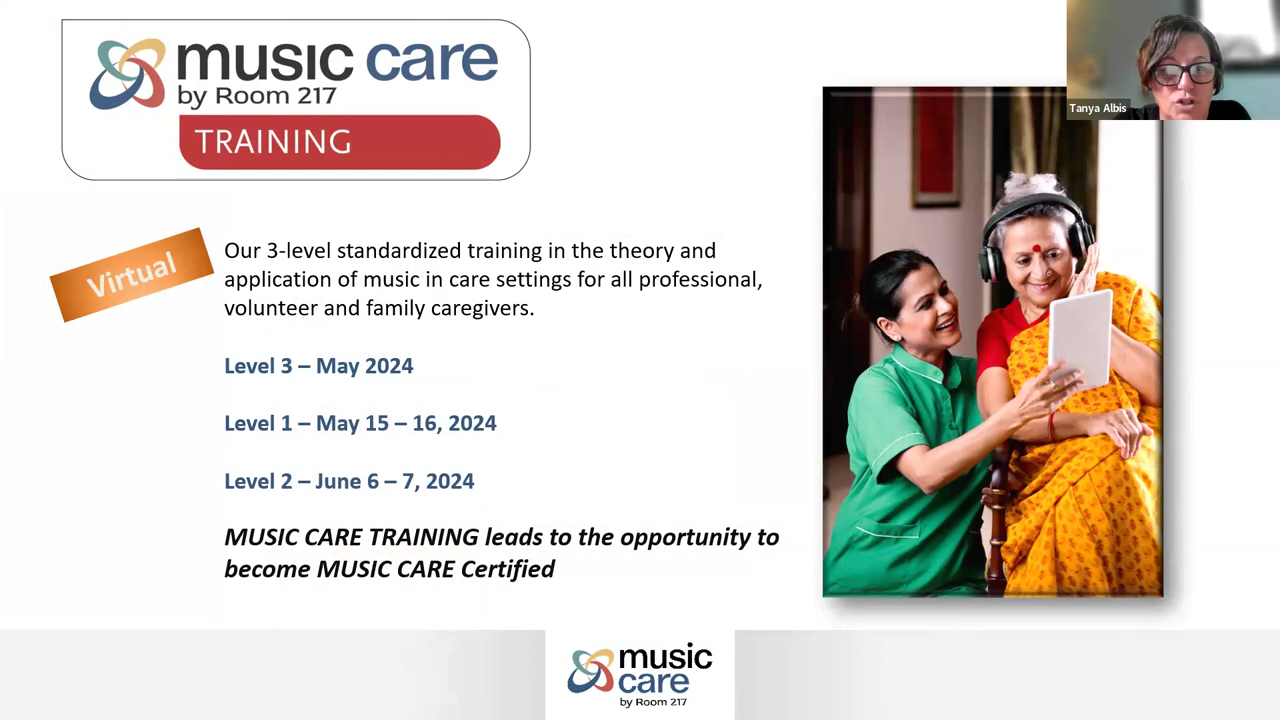 music care
by Room 217
TRAINING
Tanya Albis
Virtual
Our 3-level standardized training in the theory and
application of music in care settings for all professional,
volunteer and family caregivers.
Level 3 – May 2024
Level 1 – May 15 – 16, 2024
Level 2 – June 6 – 7, 2024
MUSIC CARE TRAINING leads to the opportunity to
become MUSIC CARE Certified
music
care
by Room 217